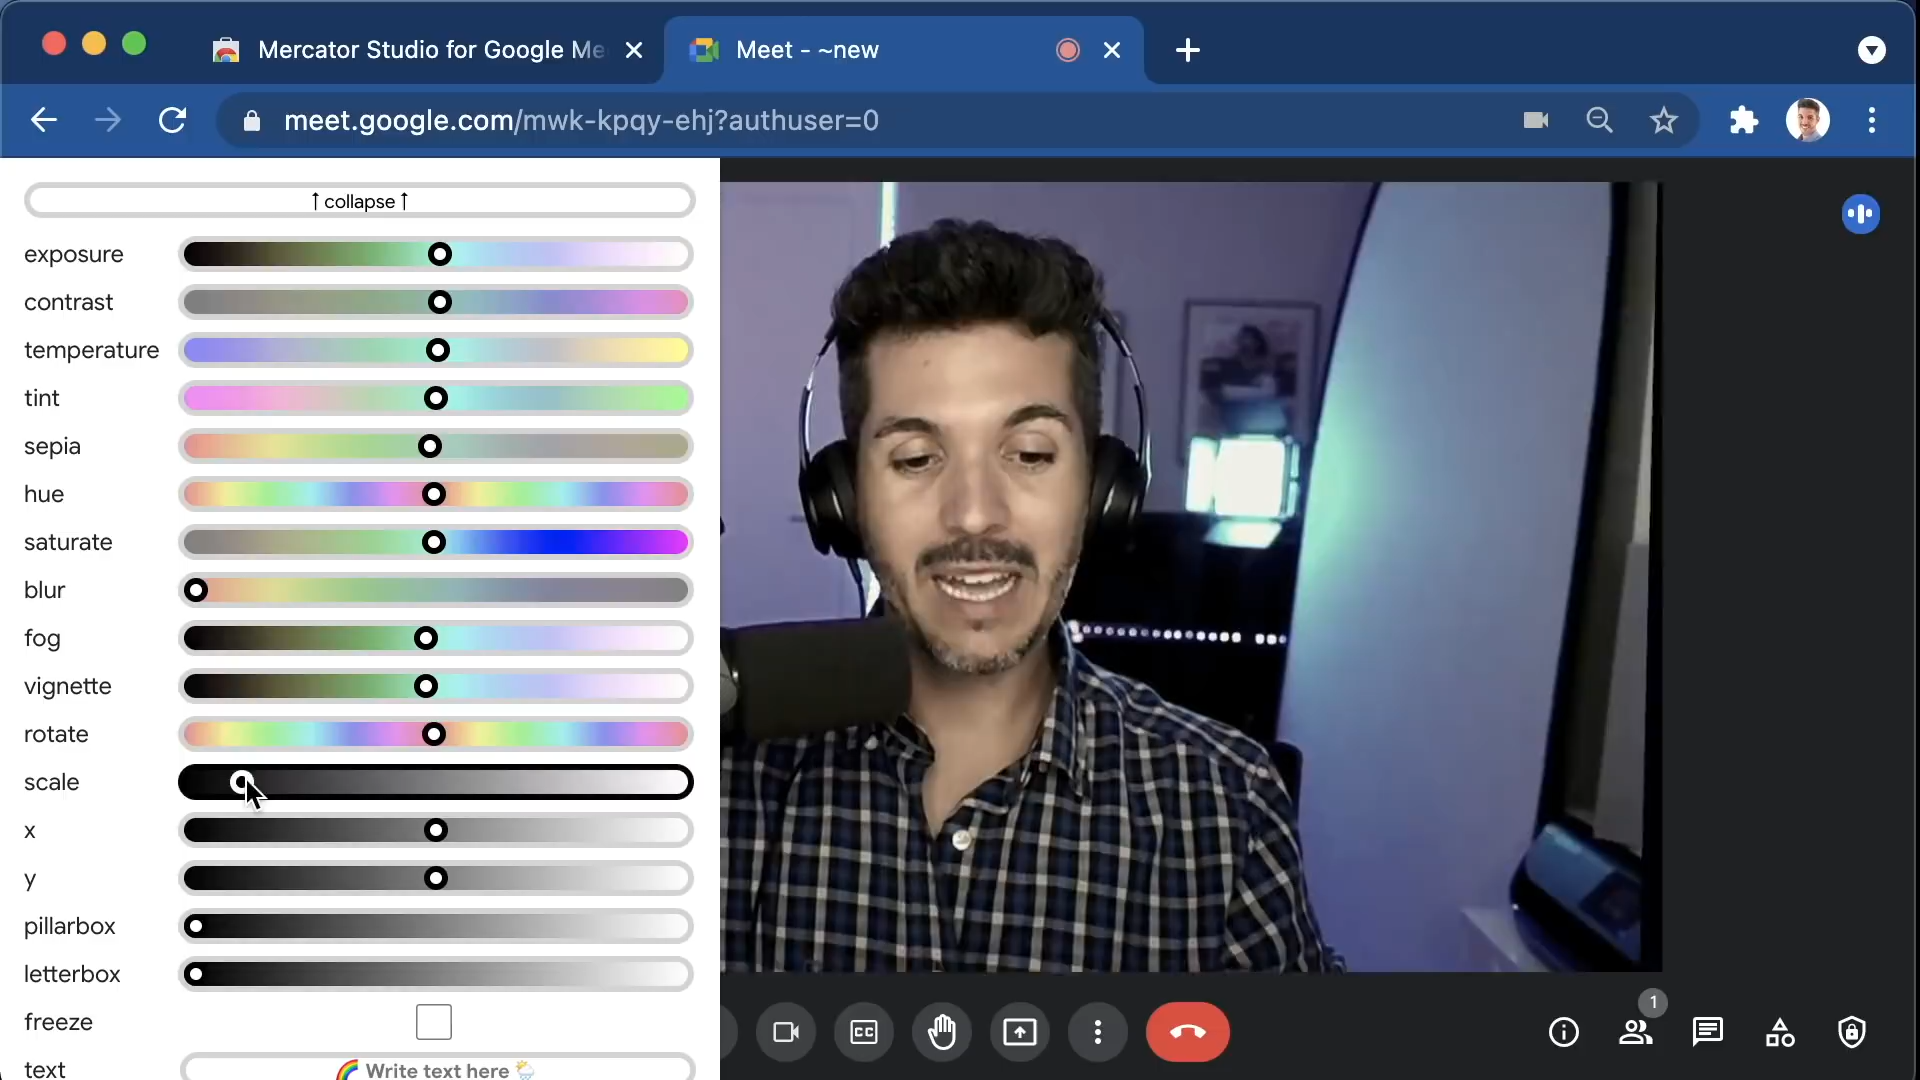 Mercator Studio for Google Me
Meet - ~new
meet.google.com/mwk-kpqy-ehj?authuser=0
↑ collapse ↑
exposure
contrast
temperature
tint
sepia
hue
saturate
blur
fog
vignette
rotate
scale
x
y
pillarbox
letterbox
freeze
text
🌈 Write text here 🌦️
CC
1